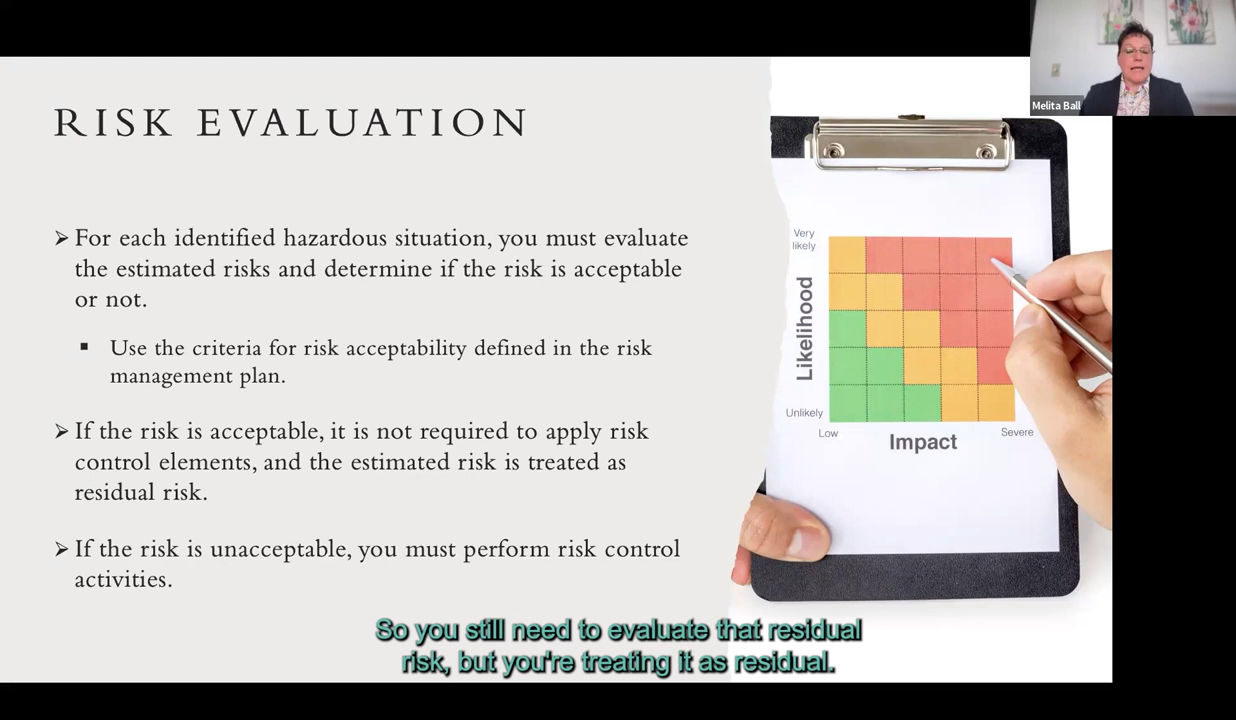 Melita Ball
RISK EVALUATION
➢ For each identified hazardous situation, you must evaluate
the estimated risks and determine if the risk is acceptable
or not.
▪ Use the criteria for risk acceptability defined in the risk
management plan.
➢ If the risk is acceptable, it is not required to apply risk
control elements, and the estimated risk is treated as
residual risk.
➢ If the risk is unacceptable, you must perform risk control
activities.
Very
likely
Likelihood
Unlikely
Low
Severe
Impact
So you still need to evaluate that residual
risk, but you're treating it as residual.